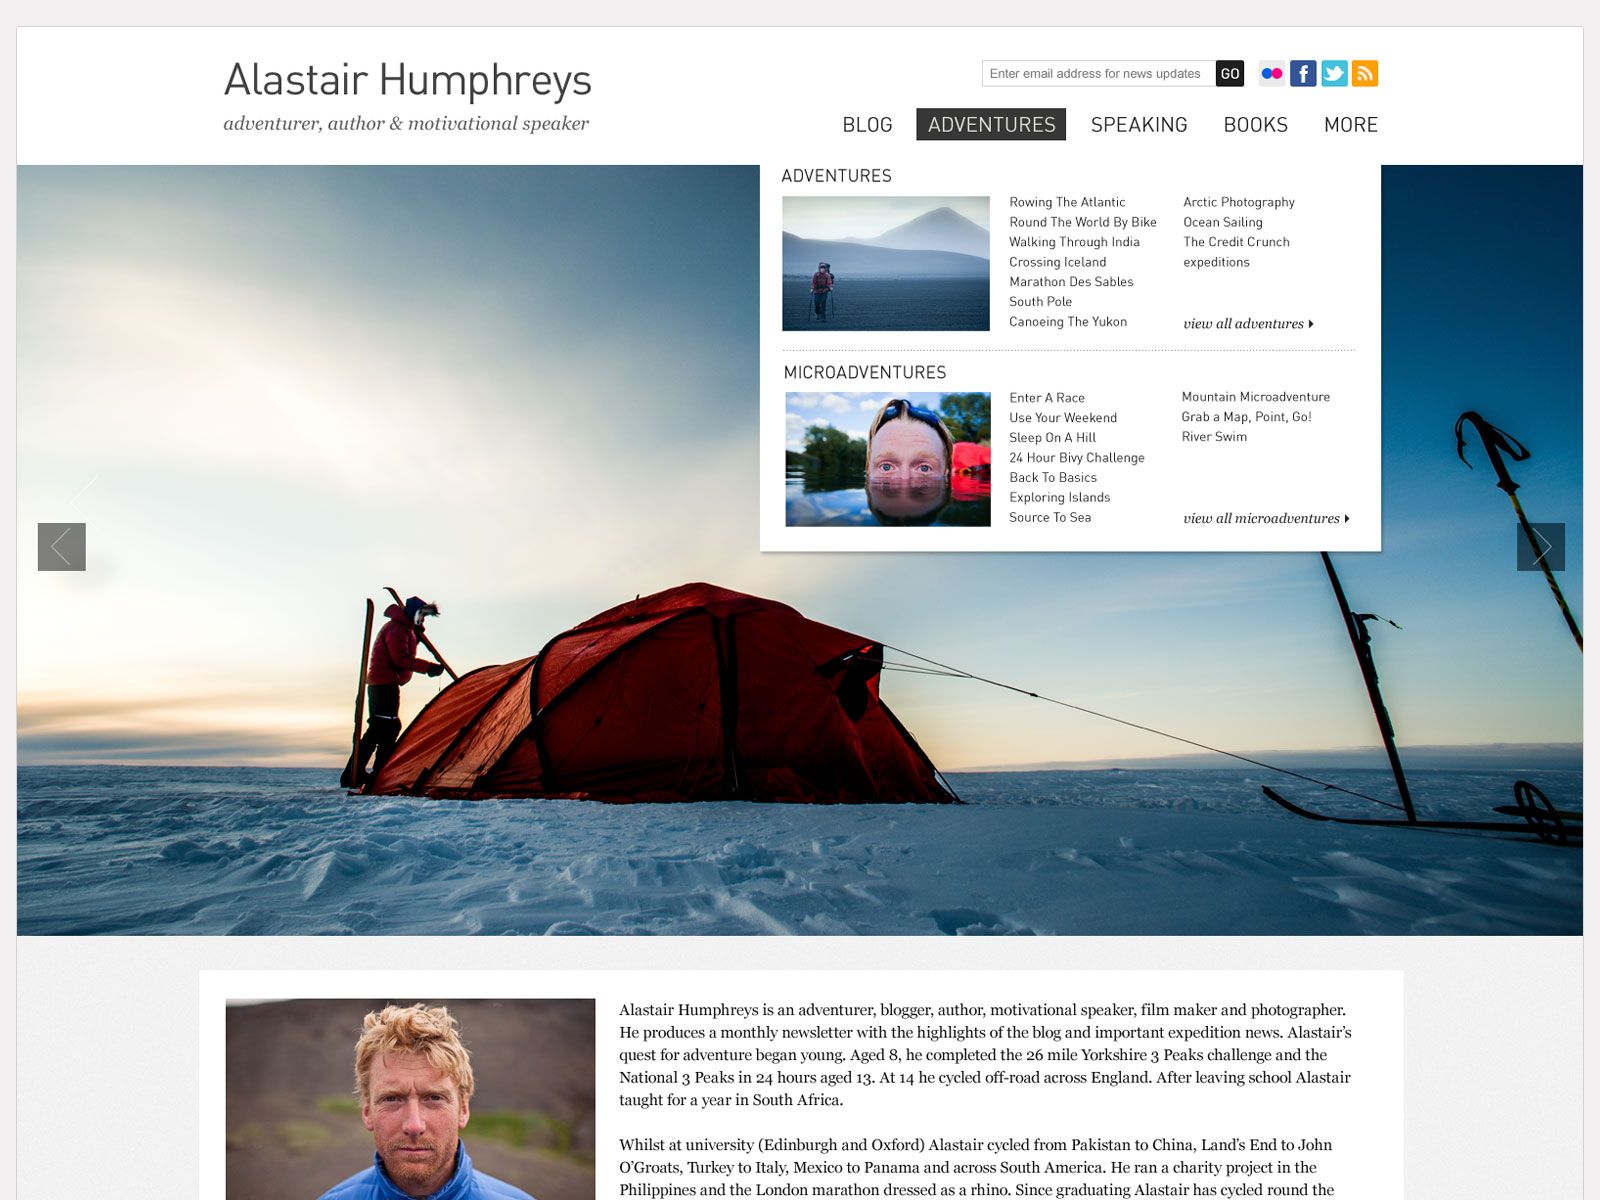 Alastair Humphreys
adventurer, author & motivational speaker
Enter email address for news updates GO
BLOG ADVENTURES SPEAKING BOOKS MORE
ADVENTURES
Rowing The Atlantic
Round The World By Bike
Walking Through India
Crossing Iceland
Marathon Des Sables
South Pole
Canoeing The Yukon
Arctic Photography
Ocean Sailing
The Credit Crunch
expeditions
view all adventures
MICROADVENTURES
Enter A Race
Use Your Weekend
Sleep On A Hill
24 Hour Bivy Challenge
Back To Basics
Exploring Islands
Source To Sea
Mountain Microadventure
Grab a Map, Point, Go!
River Swim
view all microadventures
Alastair Humphreys is an adventurer, blogger, author, motivational speaker, film maker and photographer.
He produces a monthly newsletter with the highlights of the blog and important expedition news. Alastair’s
quest for adventure began young. Aged 8, he completed the 26 mile Yorkshire 3 Peaks challenge and the
National 3 Peaks in 24 hours aged 13. At 14 he cycled off-road across England. After leaving school Alastair
taught for a year in South Africa.
Whilst at university (Edinburgh and Oxford) Alastair cycled from Pakistan to China, Land’s End to John
O’Groats, Turkey to Italy, Mexico to Panama and across South America. He ran a charity project in the
Philippines and the London marathon dressed as a rhino. Since graduating Alastair has cycled round the